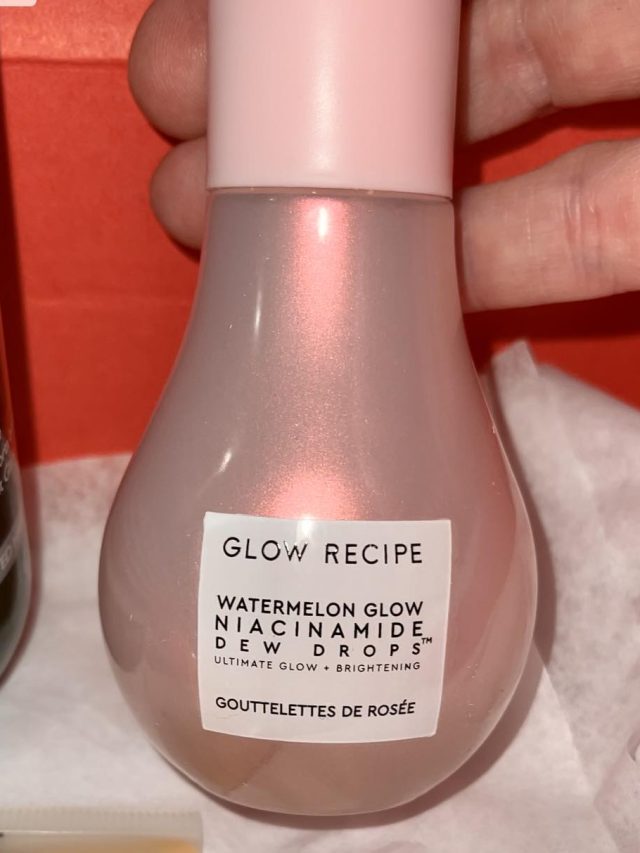 GLOW RECIPE
WATERMELON GLOW
NIACINAMIDE
DEW DROPS™
ULTIMATE GLOW + BRIGHTENING
GOUTTELETTES DE ROSÉE